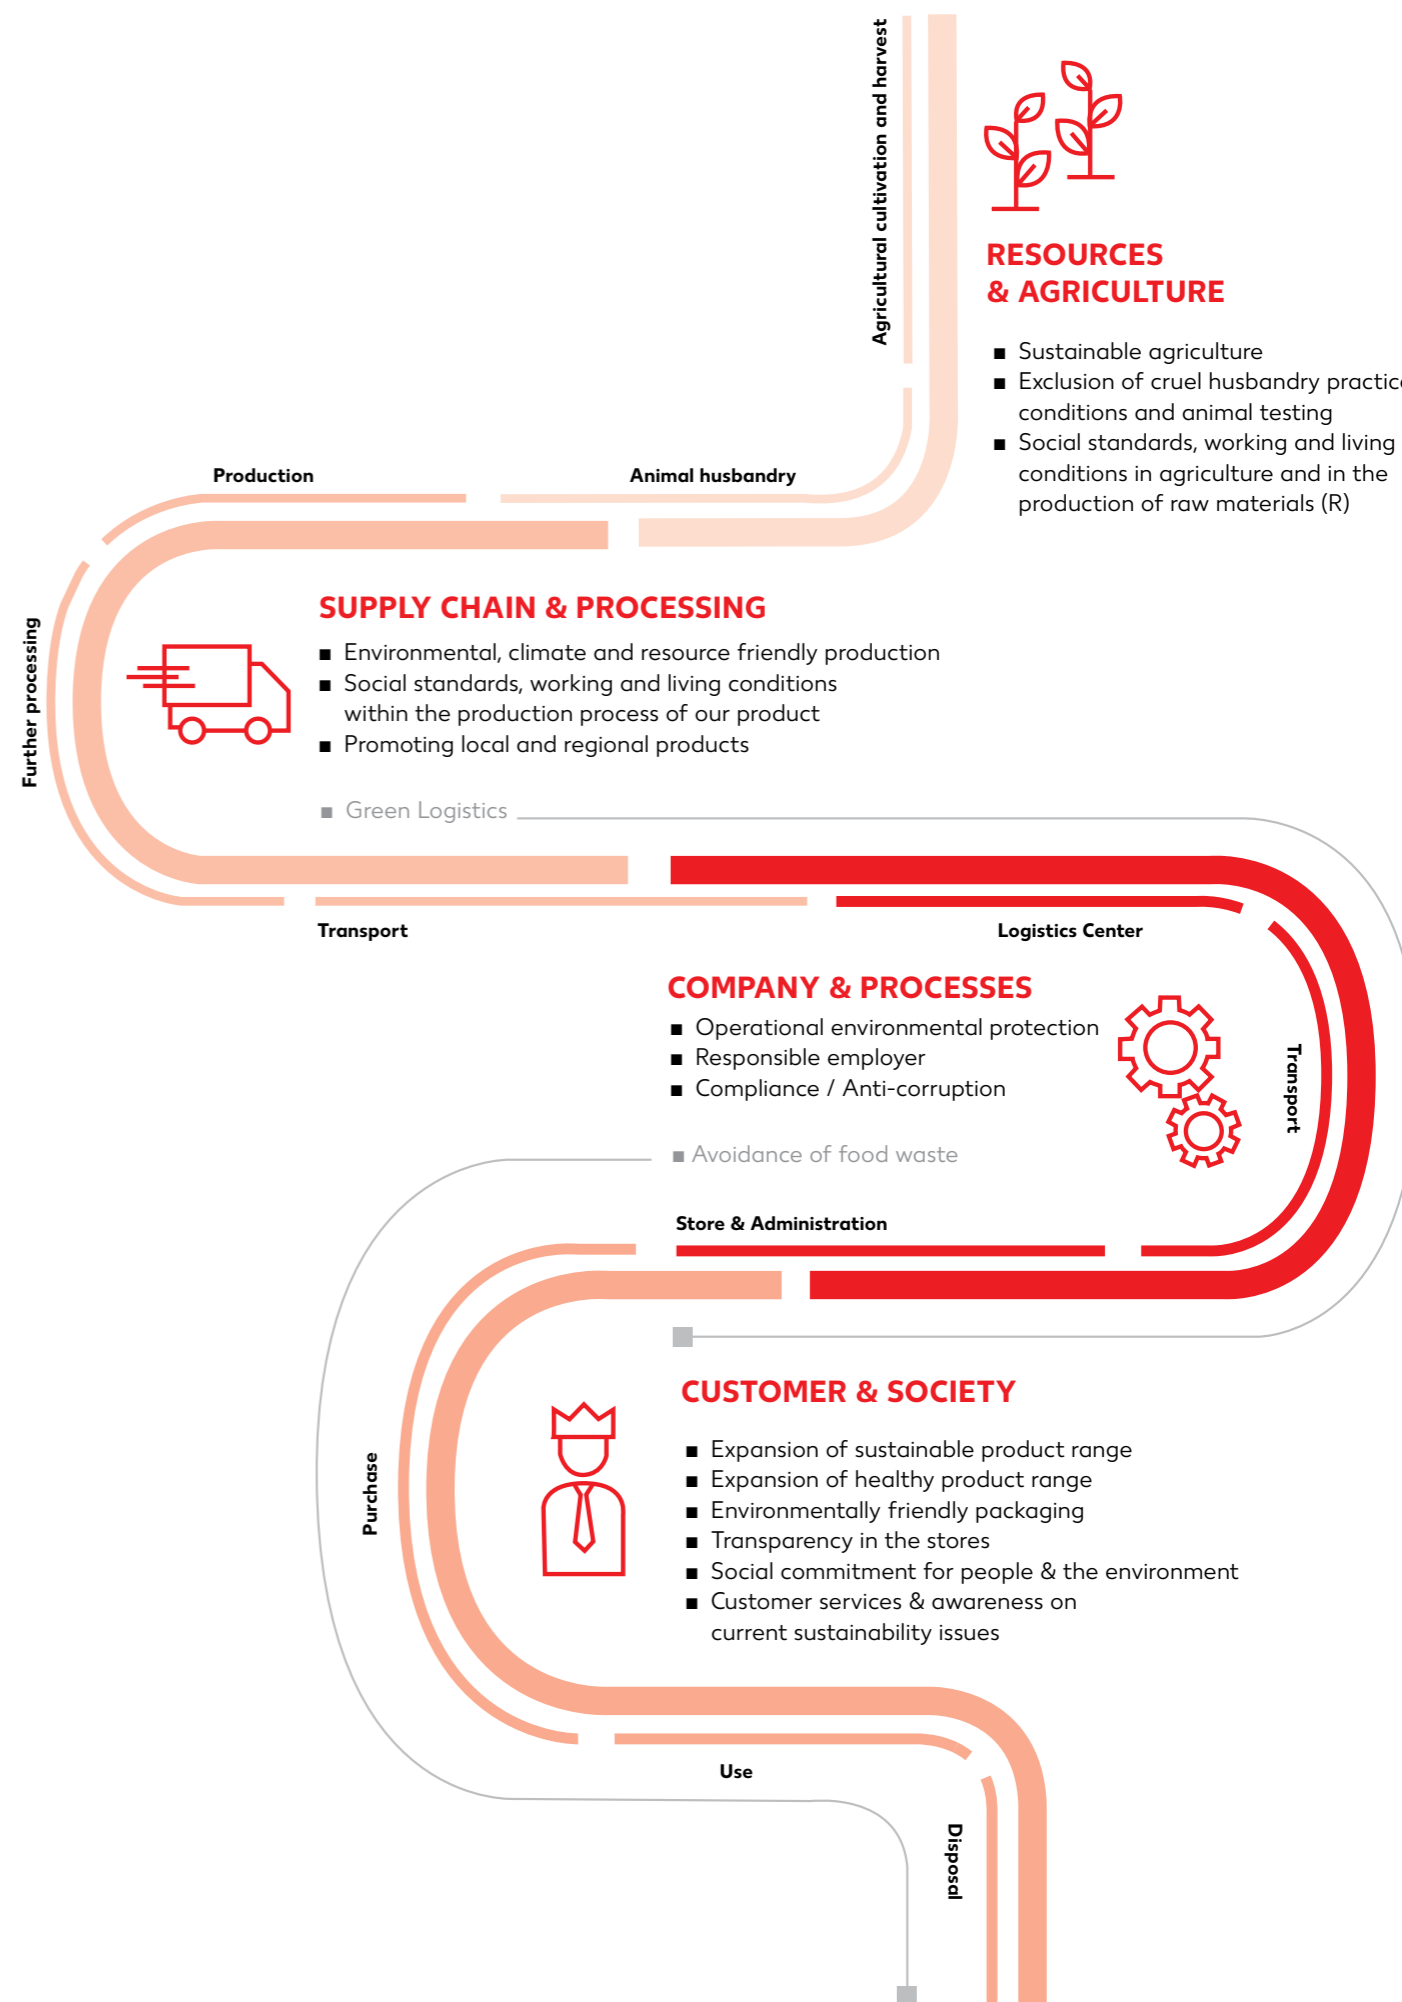 Agricultural cultivation and harvest
RESOURCES
& AGRICULTURE
■ Sustainable agriculture
■ Exclusion of cruel husbandry
conditions and animal testing
■ Social standards, working and living
conditions in agriculture and in the
production of raw materials (R)
Animal husbandry
Production
Further processing
SUPPLY CHAIN & PROCESSING
■ Environmental, climate and resource friendly production
■ Social standards, working and living conditions
within the production process of our product
■ Promoting local and regional products
■ Green Logistics
Transport
Logistics Center
COMPANY & PROCESSES
■ Operational environmental protection
■ Responsible employer
■ Compliance / Anti-corruption
■ Avoidance of food waste
Transport
Store & Administration
CUSTOMER & SOCIETY
■ Expansion of sustainable product range
■ Expansion of healthy product range
■ Environmentally friendly packaging
■ Transparency in the stores
■ Social commitment for people & the environment
■ Customer services & awareness on
current sustainability issues
Purchase
Use
Disposal